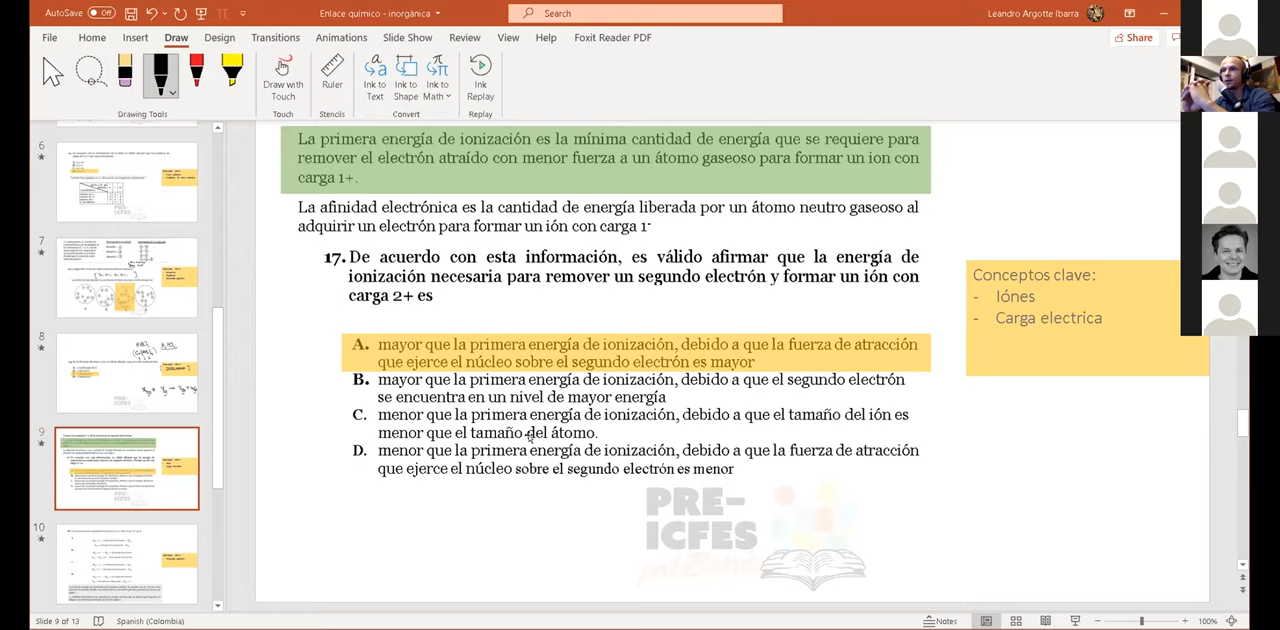 AutoSave Off
Enlace químico - inorgánica
Search
Leandro Argotte Ibarra
File Home Insert Draw Design Transitions Animations Slide Show Review View Help Foxit Reader PDF
Share
Draw with Touch
Ruler
Ink to Text
Ink to Shape
Ink to Math
Ink Replay
Drawing Tools
Touch
Stencils
Convert
Replay
6
7
8
9
10
La primera energía de ionización es la mínima cantidad de energía que se requiere para
remover el electrón atraído con menor fuerza a un átomo gaseoso para formar un ion con
carga 1+.
La afinidad electrónica es la cantidad de energía liberada por un átomo neutro gaseoso al
adquirir un electrón para formar un ión con carga 1-
17. De acuerdo con esta información, es válido afirmar que la energía de
ionización necesaria para remover un segundo electrón y formar un ión con
carga 2+ es
A. mayor que la primera energía de ionización, debido a que la fuerza de atracción
que ejerce el núcleo sobre el segundo electrón es mayor
B. mayor que la primera energía de ionización, debido a que el segundo electrón
se encuentra en un nivel de mayor energía
C. menor que la primera energía de ionización, debido a que el tamaño del ión es
menor que el tamaño del átomo.
D. menor que la primera energía de ionización, debido a que la fuerza de atracción
que ejerce el núcleo sobre el segundo electrón es menor
Conceptos clave:
- Iónes
- Carga electrica
PRE-
ICFES
Slide 9 of 13
Spanish (Colombia)
Notes
100%